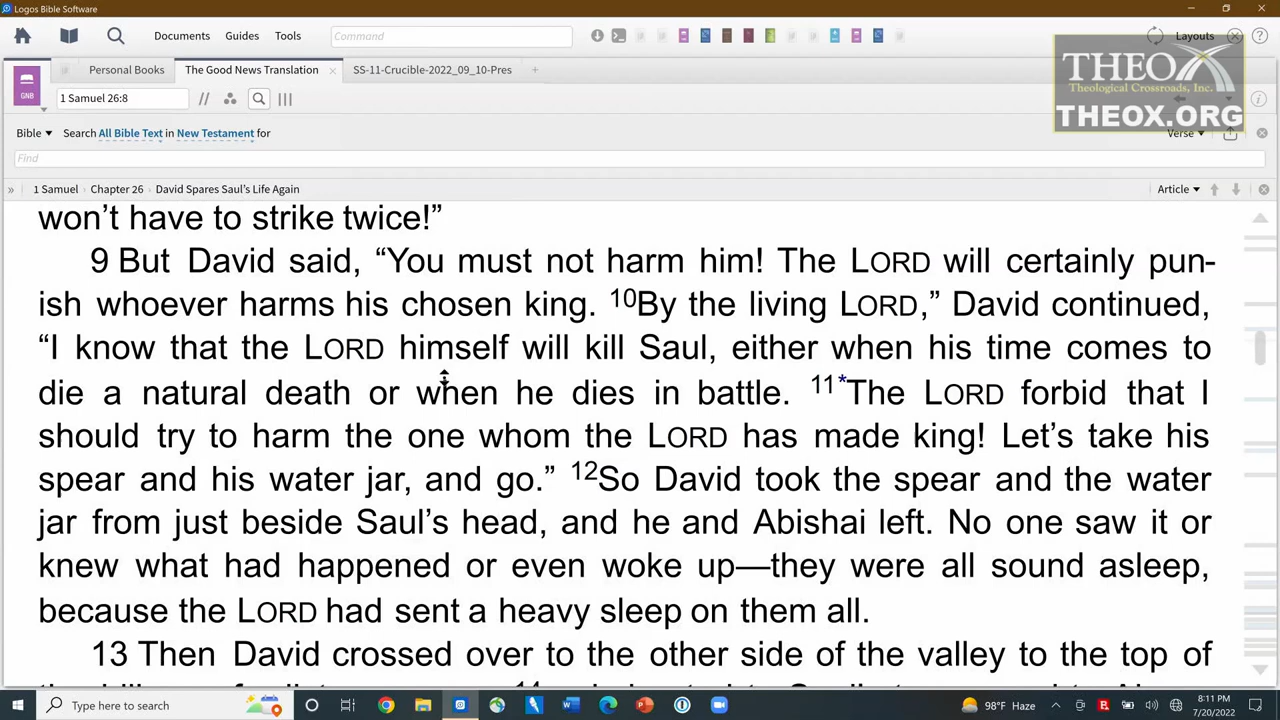 Logos Bible Software
Documents Guides Tools Command Layouts
THEOX
Theological Crossroads, Inc.
THEOX.ORG
GNB
Personal Books The Good News Translation SS-11-Crucible-2022_09_10-Pres
1 Samuel 26:8
Bible Search All Bible Text in New Testament for Verse
Find
1 Samuel Chapter 26 David Spares Saul’s Life Again Article
won’t have to strike twice!”
9 But David said, “You must not harm him! The LORD will certainly pun-
ish whoever harms his chosen king. 10By the living LORD,” David continued,
“I know that the LORD himself will kill Saul, either when his time comes to
die a natural death or when he dies in battle. 11*The LORD forbid that I
should try to harm the one whom the LORD has made king! Let’s take his
spear and his water jar, and go.” 12So David took the spear and the water
jar from just beside Saul’s head, and he and Abishai left. No one saw it or
knew what had happened or even woke up—they were all sound asleep,
because the LORD had sent a heavy sleep on them all.
13 Then David crossed over to the other side of the valley to the top of
Type here to search 98°F Haze 8:11 PM
7/20/2022